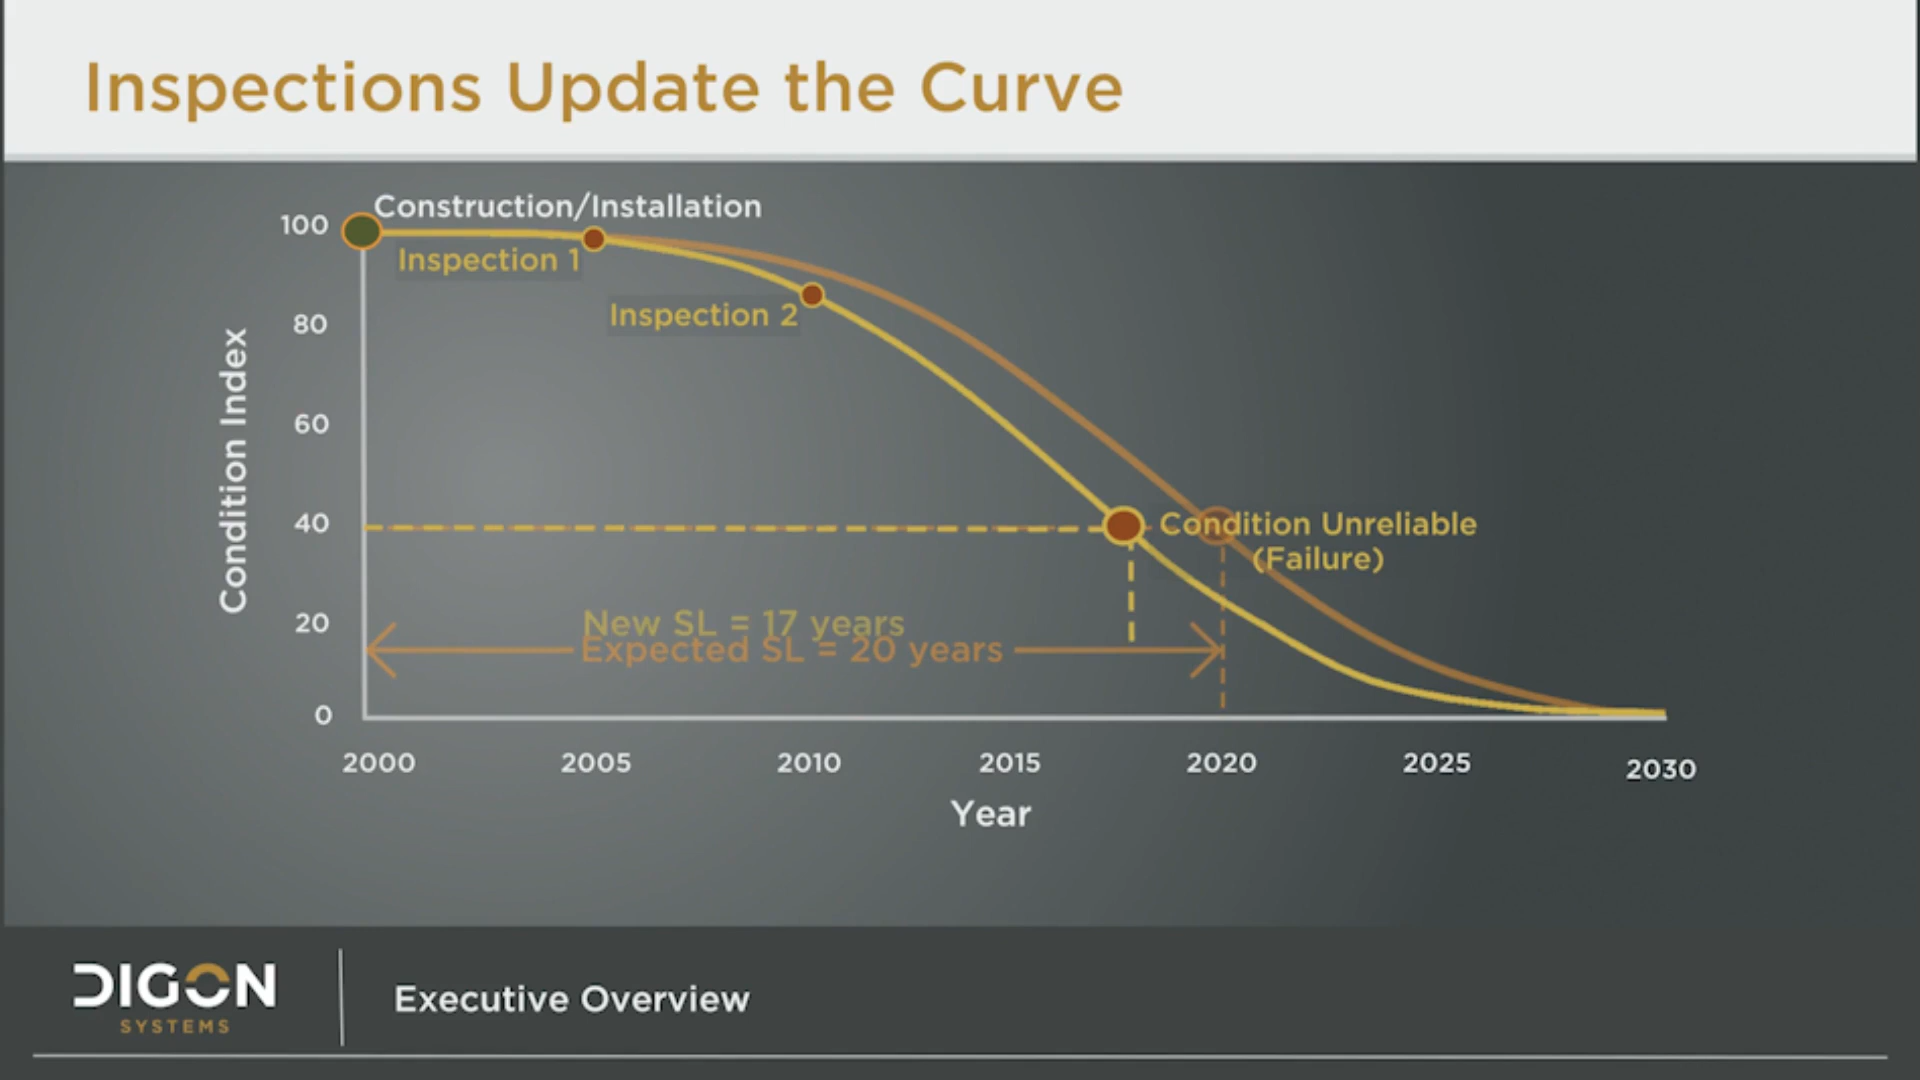 Inspections Update the Curve
Construction/Installation
100
Inspection 1
Inspection 2
80
60
40
20
0
Condition Index
Condition Unreliable
(Failure)
New SL = 17 years
Expected SL = 20 years
2000 2005 2010 2015 2020 2025 2030
Year
DIGON
SYSTEMS
Executive Overview